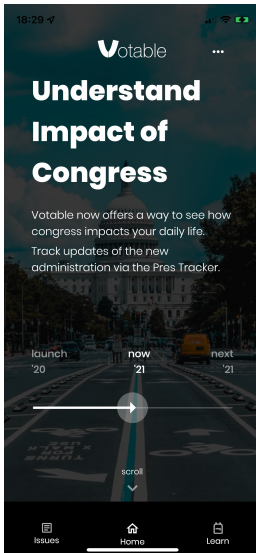 18:29
Votable
Understand
Impact of
Congress
Votable now offers a way to see how
congress impacts your daily life.
Track updates of the new
administration via the Pres Tracker.
launch now next
'20 '21 '21
scroll
Issues Home Learn